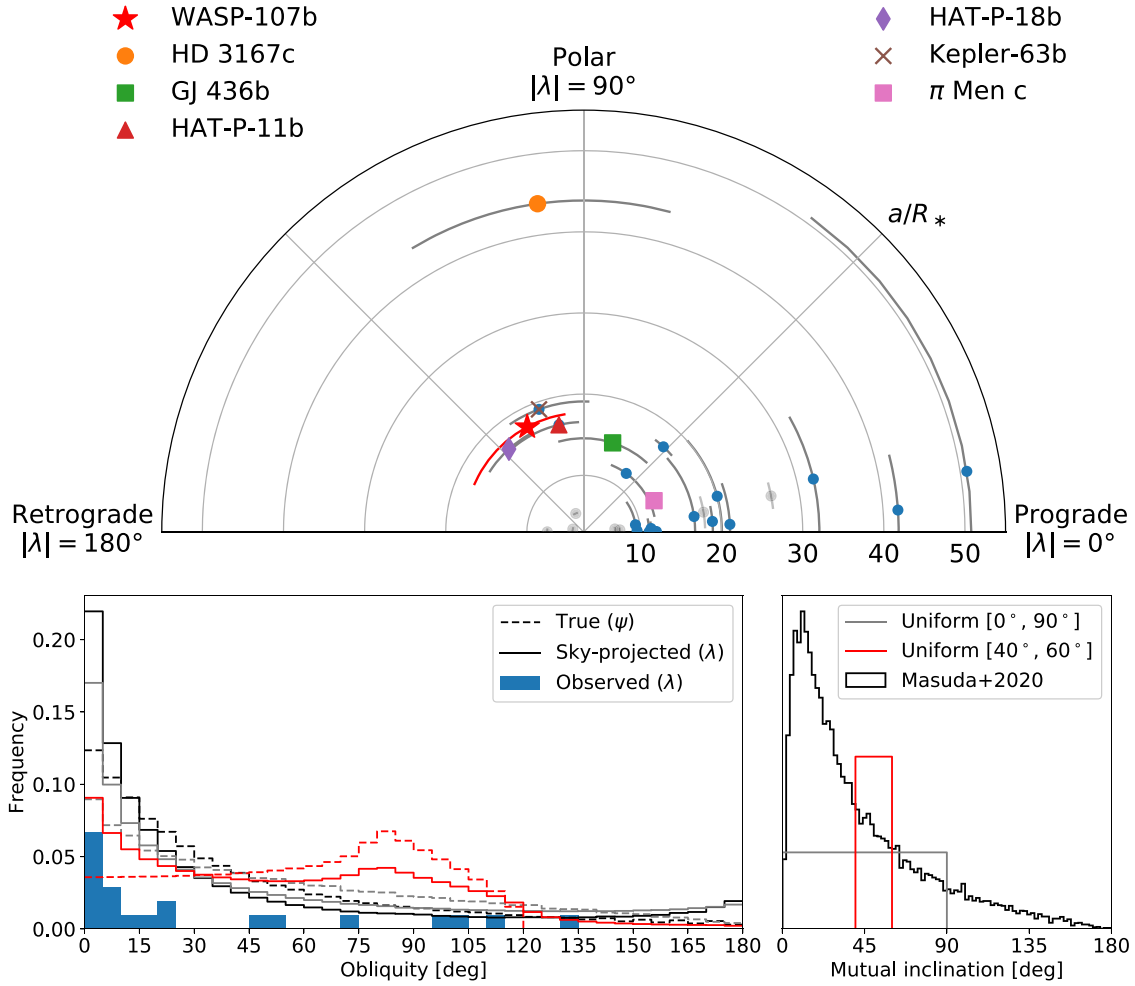 WASP-107b
HD 3167c
GJ 436b
HAT-P-11b
HAT-P-18b
Kepler-63b
π Men c
Polar
|λ| = 90°
a/R*
Retrograde
|λ| = 180°
Prograde
|λ| = 0°
10 20 30 40 50
True (ψ)
Sky-projected (λ)
Observed (λ)
Frequency
0.20
0.15
0.10
0.05
0.00
0 15 30 45 60 75 90 105 120 135 150 165 180
Obliquity [deg]
Uniform [0°, 90°]
Uniform [40°, 60°]
Masuda+2020
0 45 90 135 180
Mutual inclination [deg]